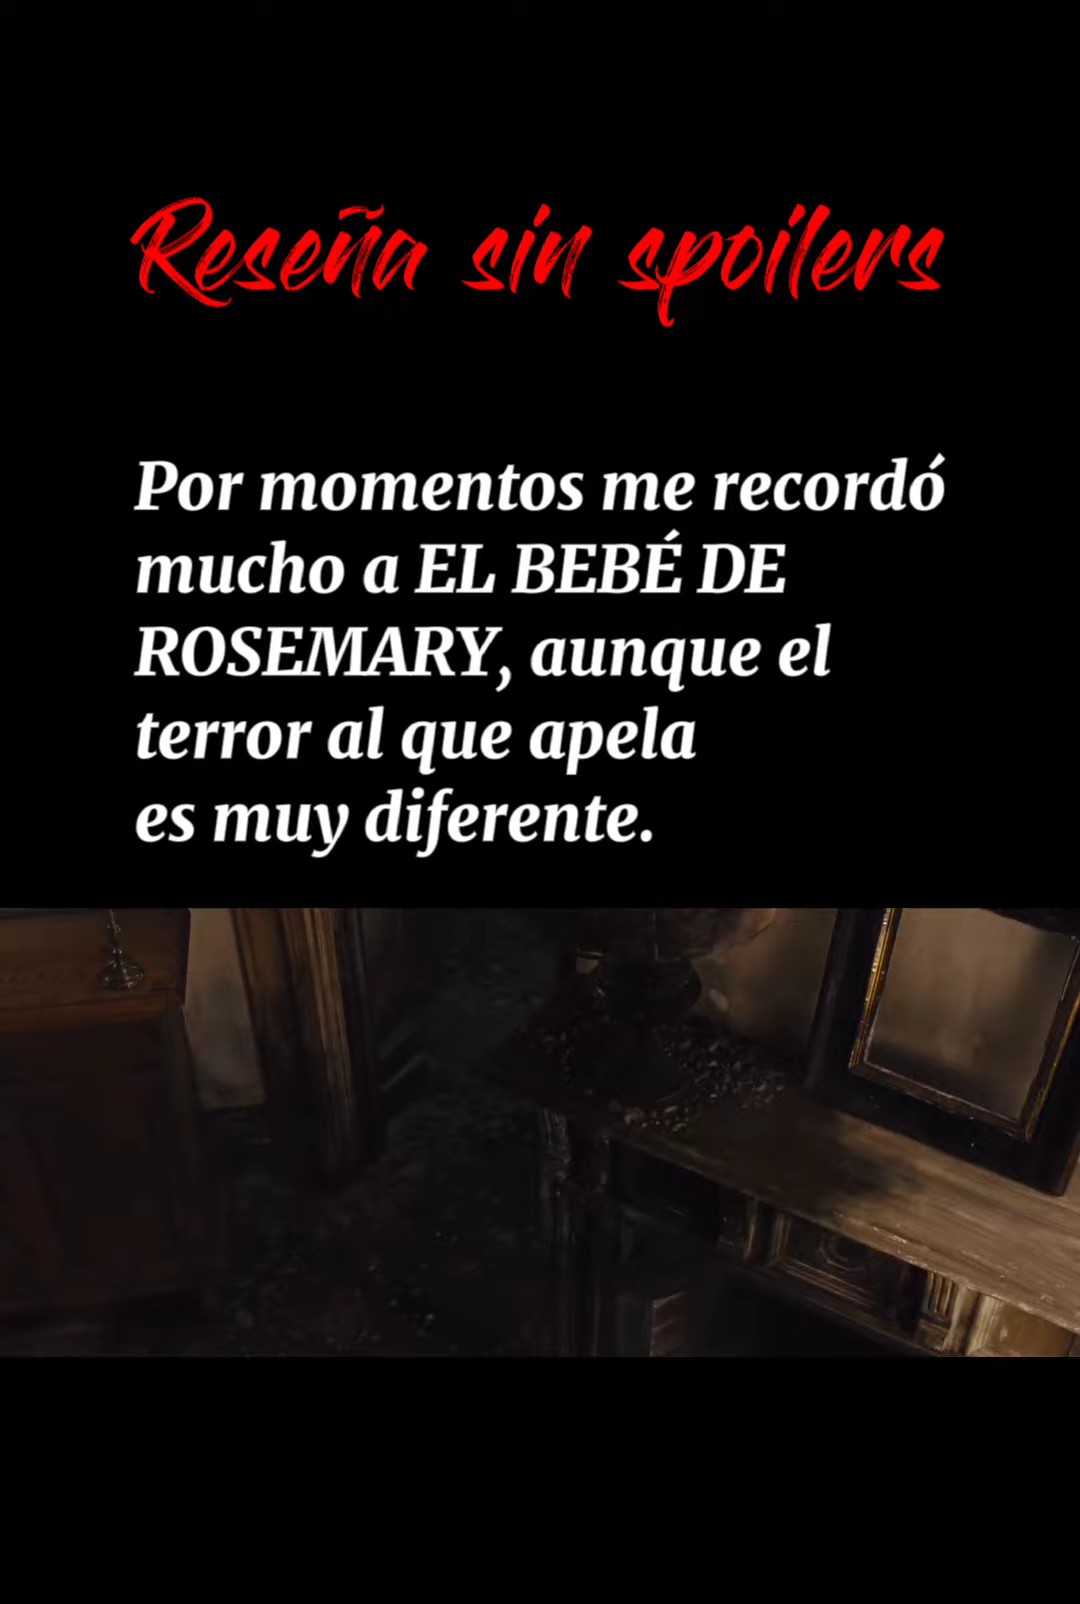 Reseña sin spoilers
Por momentos me recordó
mucho a EL BEBÉ DE
ROSEMARY, aunque el
terror al que apela
es muy diferente.